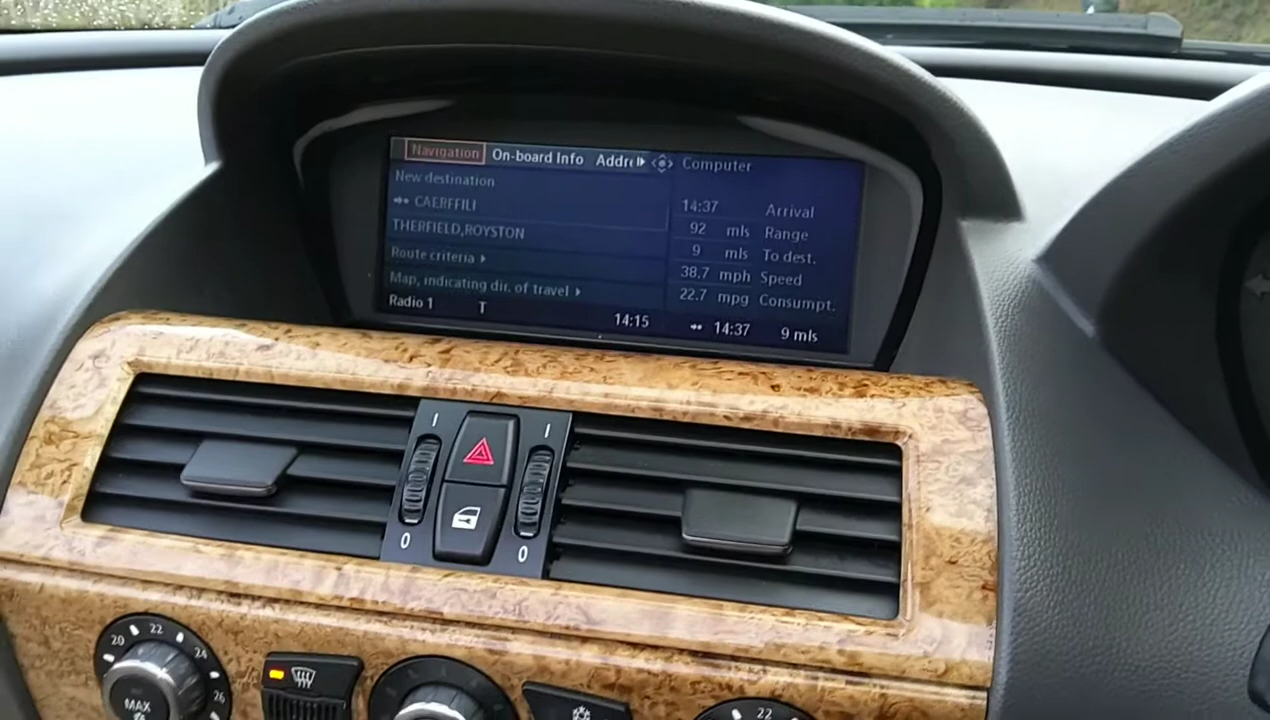 Navigation On-board Info Addre Computer
New destination
CAERFFILI
THERFIELD,ROYSTON
Route criteria
Map, indicating dir. of travel
14:37 Arrival
92 mls Range
9 mls To dest.
38.7 mph Speed
22.7 mpg Consumpt.
Radio 1 T 14:15 14:37 9 mls
I I
0 0
20 22 24 26
MAX
22